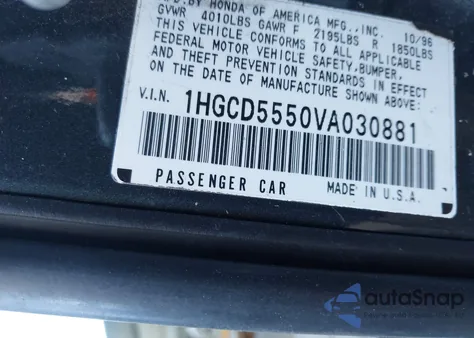 MFD. BY HONDA OF AMERICA MFG., INC. 10/96
GVWR 4010LBS GAWR F 2195LBS R 1850LBS
THIS VEHICLE CONFORMS TO ALL APPLICABLE
FEDERAL MOTOR VEHICLE SAFETY, BUMPER,
AND THEFT PREVENTION STANDARDS IN EFFECT
ON THE DATE OF MANUFACTURE SHOWN ABOVE:
V.I.N. 1HGCD5550VA030881
PASSENGER CAR MADE IN U.S.A.
autoSnap